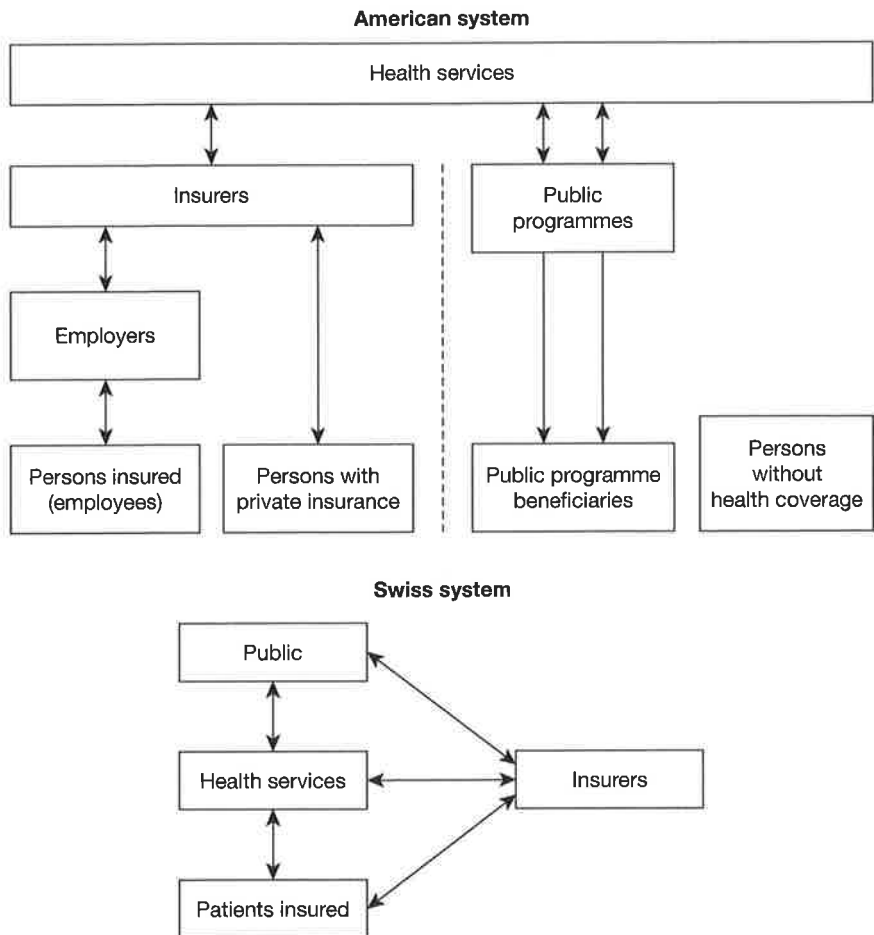 American system
Health services
Insurers
Public
programmes
Employers
Persons insured
(employees)
Persons with
private insurance
Public programme
beneficiaries
Persons
without
health coverage
Swiss system
Public
Health services
Insurers
Patients insured